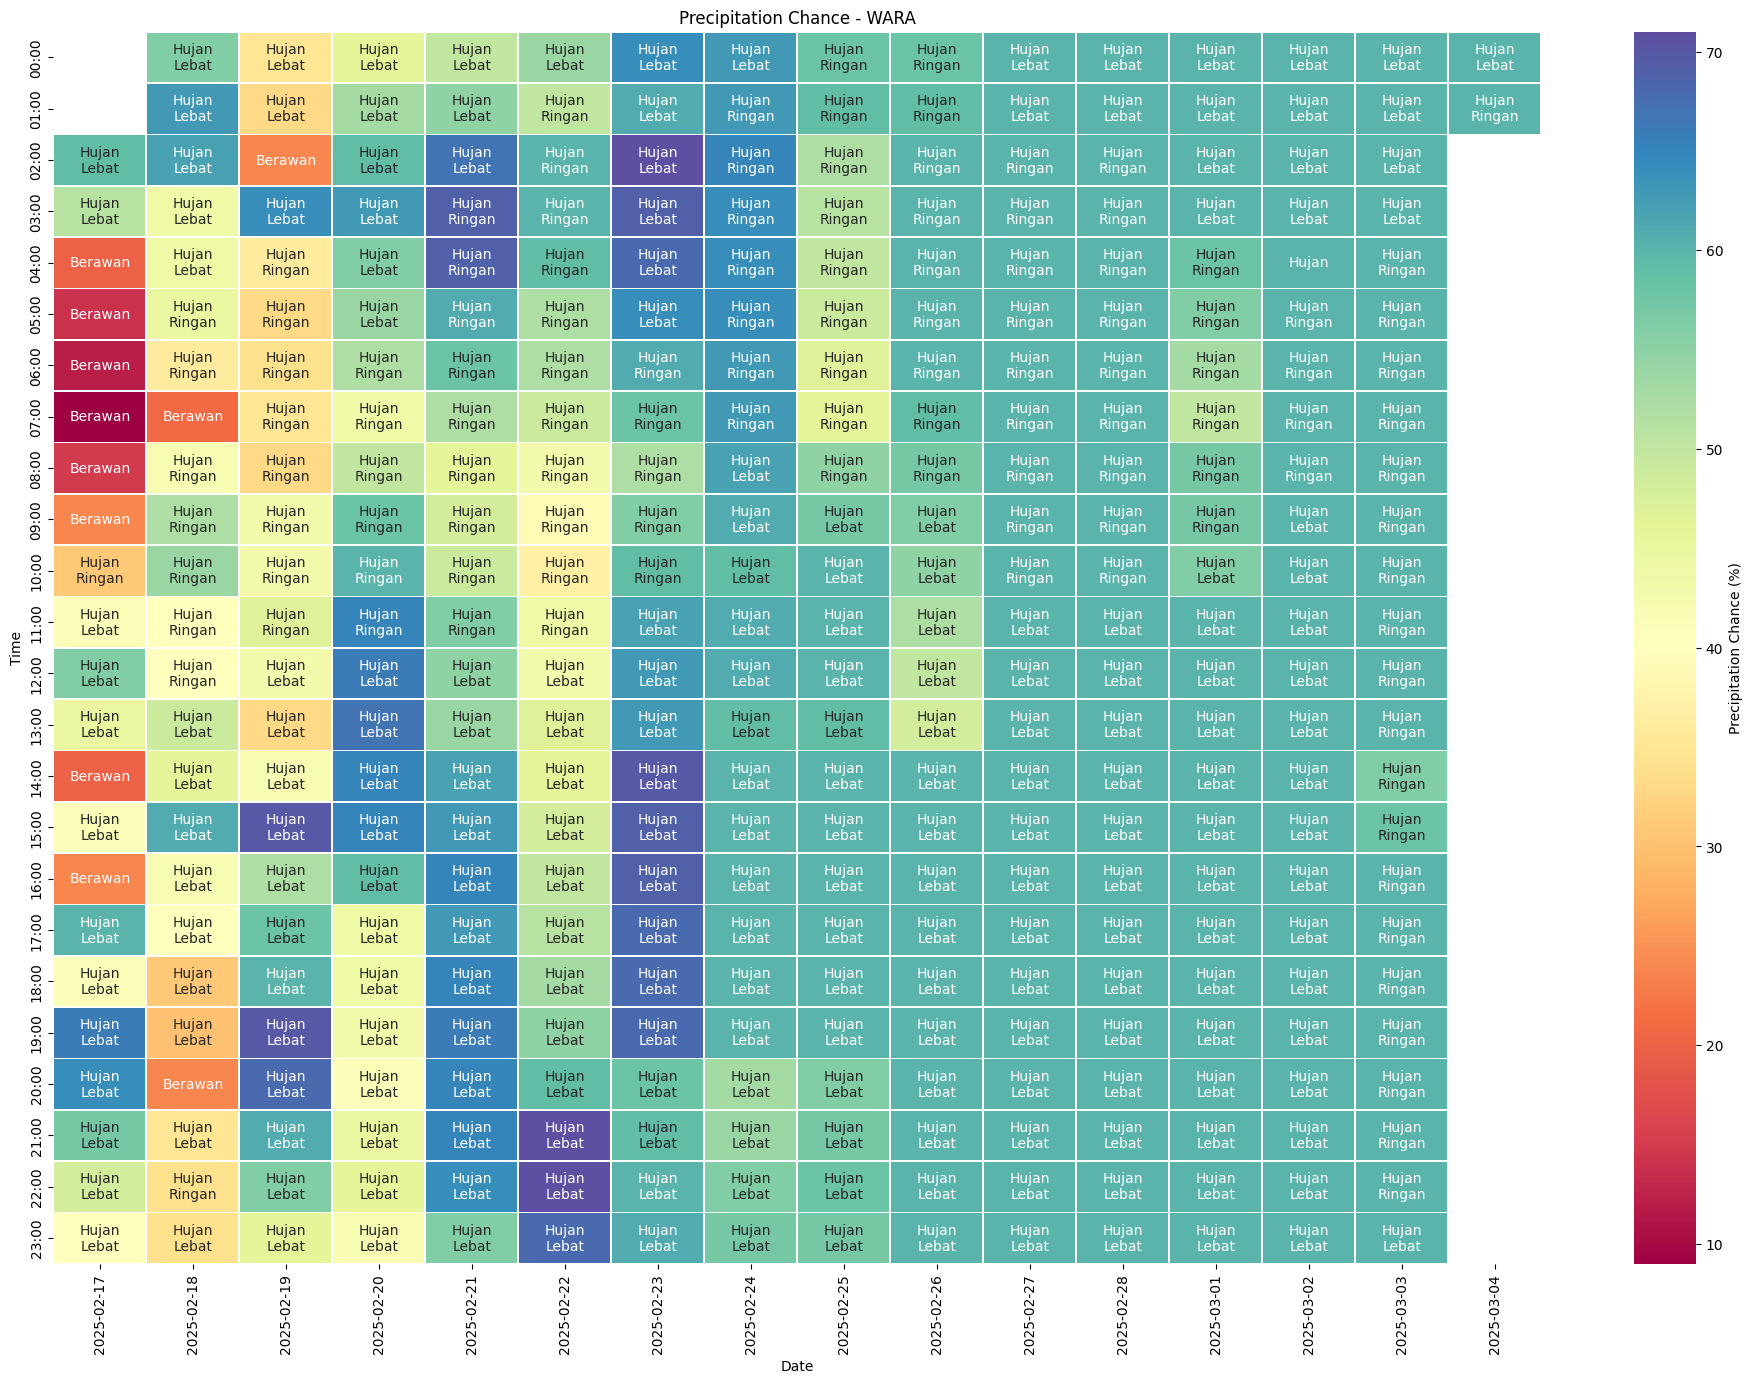 Precipitation Chance - WARA
00:00 Hujan Lebat Hujan Lebat Hujan Lebat Hujan Lebat Hujan Lebat Hujan Lebat Hujan Lebat Hujan Ringan Hujan Ringan Hujan Lebat Hujan Lebat Hujan Lebat Hujan Lebat Hujan Lebat Hujan Lebat
01:00 Hujan Lebat Hujan Lebat Hujan Lebat Hujan Lebat Hujan Ringan Hujan Lebat Hujan Ringan Hujan Ringan Hujan Ringan Hujan Lebat Hujan Lebat Hujan Lebat Hujan Lebat Hujan Lebat Hujan Ringan
02:00 Hujan Lebat Hujan Lebat Berawan Hujan Lebat Hujan Lebat Hujan Ringan Hujan Lebat Hujan Ringan Hujan Ringan Hujan Ringan Hujan Ringan Hujan Ringan Hujan Lebat Hujan Lebat Hujan Lebat
03:00 Hujan Lebat Hujan Lebat Hujan Lebat Hujan Lebat Hujan Ringan Hujan Ringan Hujan Lebat Hujan Ringan Hujan Ringan Hujan Ringan Hujan Ringan Hujan Ringan Hujan Lebat Hujan Lebat Hujan Lebat
04:00 Berawan Hujan Lebat Hujan Ringan Hujan Lebat Hujan Ringan Hujan Ringan Hujan Lebat Hujan Ringan Hujan Ringan Hujan Ringan Hujan Ringan Hujan Ringan Hujan Ringan Hujan Hujan Ringan
05:00 Berawan Hujan Ringan Hujan Ringan Hujan Lebat Hujan Ringan Hujan Ringan Hujan Lebat Hujan Ringan Hujan Ringan Hujan Ringan Hujan Ringan Hujan Ringan Hujan Ringan Hujan Ringan Hujan Ringan
06:00 Berawan Hujan Ringan Hujan Ringan Hujan Ringan Hujan Ringan Hujan Ringan Hujan Ringan Hujan Ringan Hujan Ringan Hujan Ringan Hujan Ringan Hujan Ringan Hujan Ringan Hujan Ringan Hujan Ringan
07:00 Berawan Berawan Hujan Ringan Hujan Ringan Hujan Ringan Hujan Ringan Hujan Ringan Hujan Ringan Hujan Ringan Hujan Ringan Hujan Ringan Hujan Ringan Hujan Ringan Hujan Ringan Hujan Ringan
08:00 Berawan Hujan Ringan Hujan Ringan Hujan Ringan Hujan Ringan Hujan Ringan Hujan Ringan Hujan Lebat Hujan Ringan Hujan Ringan Hujan Ringan Hujan Ringan Hujan Ringan Hujan Ringan Hujan Ringan
09:00 Berawan Hujan Ringan Hujan Ringan Hujan Ringan Hujan Ringan Hujan Ringan Hujan Ringan Hujan Lebat Hujan Lebat Hujan Lebat Hujan Ringan Hujan Ringan Hujan Ringan Hujan Lebat Hujan Ringan
10:00 Hujan Ringan Hujan Ringan Hujan Ringan Hujan Ringan Hujan Ringan Hujan Ringan Hujan Ringan Hujan Lebat Hujan Lebat Hujan Lebat Hujan Ringan Hujan Ringan Hujan Lebat Hujan Lebat Hujan Ringan
11:00 Hujan Lebat Hujan Ringan Hujan Ringan Hujan Ringan Hujan Ringan Hujan Ringan Hujan Lebat Hujan Lebat Hujan Lebat Hujan Lebat Hujan Lebat Hujan Lebat Hujan Lebat Hujan Lebat Hujan Ringan
12:00 Hujan Lebat Hujan Ringan Hujan Lebat Hujan Lebat Hujan Lebat Hujan Lebat Hujan Lebat Hujan Lebat Hujan Lebat Hujan Lebat Hujan Lebat Hujan Lebat Hujan Lebat Hujan Lebat Hujan Ringan
13:00 Hujan Lebat Hujan Lebat Hujan Lebat Hujan Lebat Hujan Lebat Hujan Lebat Hujan Lebat Hujan Lebat Hujan Lebat Hujan Lebat Hujan Lebat Hujan Lebat Hujan Lebat Hujan Lebat Hujan Ringan
14:00 Berawan Hujan Lebat Hujan Lebat Hujan Lebat Hujan Lebat Hujan Lebat Hujan Lebat Hujan Lebat Hujan Lebat Hujan Lebat Hujan Lebat Hujan Lebat Hujan Lebat Hujan Lebat Hujan Ringan
15:00 Hujan Lebat Hujan Lebat Hujan Lebat Hujan Lebat Hujan Lebat Hujan Lebat Hujan Lebat Hujan Lebat Hujan Lebat Hujan Lebat Hujan Lebat Hujan Lebat Hujan Lebat Hujan Lebat Hujan Ringan
16:00 Berawan Hujan Lebat Hujan Lebat Hujan Lebat Hujan Lebat Hujan Lebat Hujan Lebat Hujan Lebat Hujan Lebat Hujan Lebat Hujan Lebat Hujan Lebat Hujan Lebat Hujan Lebat Hujan Ringan
17:00 Hujan Lebat Hujan Lebat Hujan Lebat Hujan Lebat Hujan Lebat Hujan Lebat Hujan Lebat Hujan Lebat Hujan Lebat Hujan Lebat Hujan Lebat Hujan Lebat Hujan Lebat Hujan Lebat Hujan Ringan
18:00 Hujan Lebat Hujan Lebat Hujan Lebat Hujan Lebat Hujan Lebat Hujan Lebat Hujan Lebat Hujan Lebat Hujan Lebat Hujan Lebat Hujan Lebat Hujan Lebat Hujan Lebat Hujan Lebat Hujan Ringan
19:00 Hujan Lebat Hujan Lebat Hujan Lebat Hujan Lebat Hujan Lebat Hujan Lebat Hujan Lebat Hujan Lebat Hujan Lebat Hujan Lebat Hujan Lebat Hujan Lebat Hujan Lebat Hujan Lebat Hujan Ringan
20:00 Hujan Lebat Berawan Hujan Lebat Hujan Lebat Hujan Lebat Hujan Lebat Hujan Lebat Hujan Lebat Hujan Lebat Hujan Lebat Hujan Lebat Hujan Lebat Hujan Lebat Hujan Lebat Hujan Ringan
21:00 Hujan Lebat Hujan Lebat Hujan Lebat Hujan Lebat Hujan Lebat Hujan Lebat Hujan Lebat Hujan Lebat Hujan Lebat Hujan Lebat Hujan Lebat Hujan Lebat Hujan Lebat Hujan Lebat Hujan Ringan
22:00 Hujan Lebat Hujan Ringan Hujan Lebat Hujan Lebat Hujan Lebat Hujan Lebat Hujan Lebat Hujan Lebat Hujan Lebat Hujan Lebat Hujan Lebat Hujan Lebat Hujan Lebat Hujan Lebat Hujan Ringan
23:00 Hujan Lebat Hujan Lebat Hujan Lebat Hujan Lebat Hujan Lebat Hujan Lebat Hujan Lebat Hujan Lebat Hujan Lebat Hujan Lebat Hujan Lebat Hujan Lebat Hujan Lebat Hujan Lebat Hujan Lebat
Time
2025-02-17 2025-02-18 2025-02-19 2025-02-20 2025-02-21 2025-02-22 2025-02-23 2025-02-24 2025-02-25 2025-02-26 2025-02-27 2025-02-28 2025-03-01 2025-03-02 2025-03-03 2025-03-04
Date
70
60
50
40
30
20
10
Precipitation Chance (%)